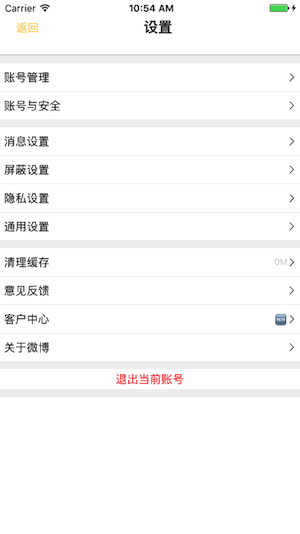 Carrier 10:54 AM
返回 设置
账号管理
账号与安全
消息设置
屏蔽设置
隐私设置
通用设置
清理缓存 0M
意见反馈
客户中心
关于微博
退出当前账号